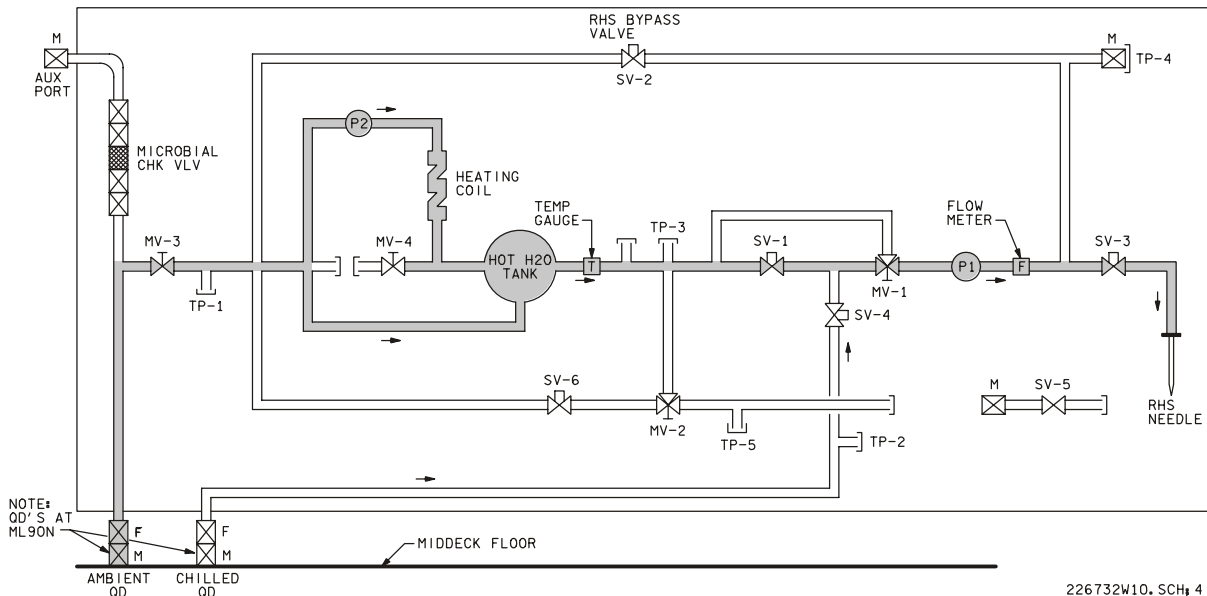 RHS BYPASS
VALVE
SV-2
M
AUX
PORT
M
TP-4
MICROBIAL
CHK VLV
P2
HEATING
COIL
MV-3
TP-1
MV-4
HOT H2O
TANK
TEMP
GAUGE
T
TP-3
SV-1
MV-1
P1
FLOW
METER
F
SV-3
SV-4
SV-6
MV-2
TP-5
TP-2
M
SV-5
RHS
NEEDLE
NOTE:
QD'S AT
ML90N
F
M
F
M
MIDDECK FLOOR
AMBIENT
QD
CHILLED
QD
226732W10.SCH; 4